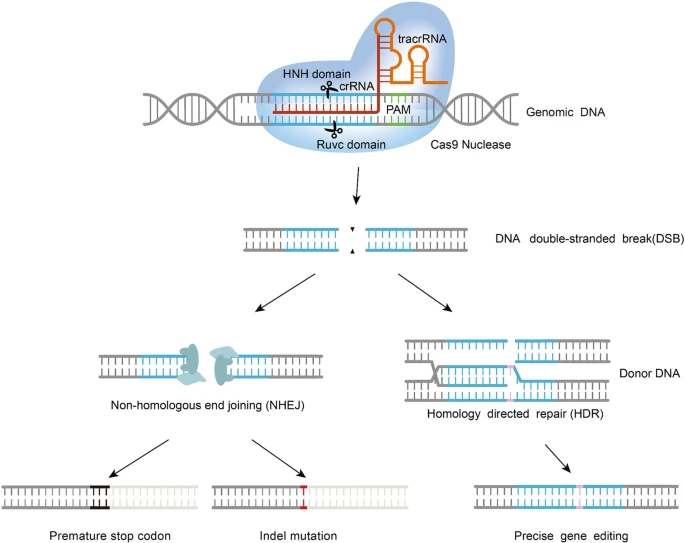 tracrRNA
HNH domain
crRNA
PAM
Genomic DNA
Ruvc domain
Cas9 Nuclease
DNA double-stranded break(DSB)
Donor DNA
Non-homologous end joining (NHEJ)
Homology directed repair (HDR)
Premature stop codon
Indel mutation
Precise gene editing